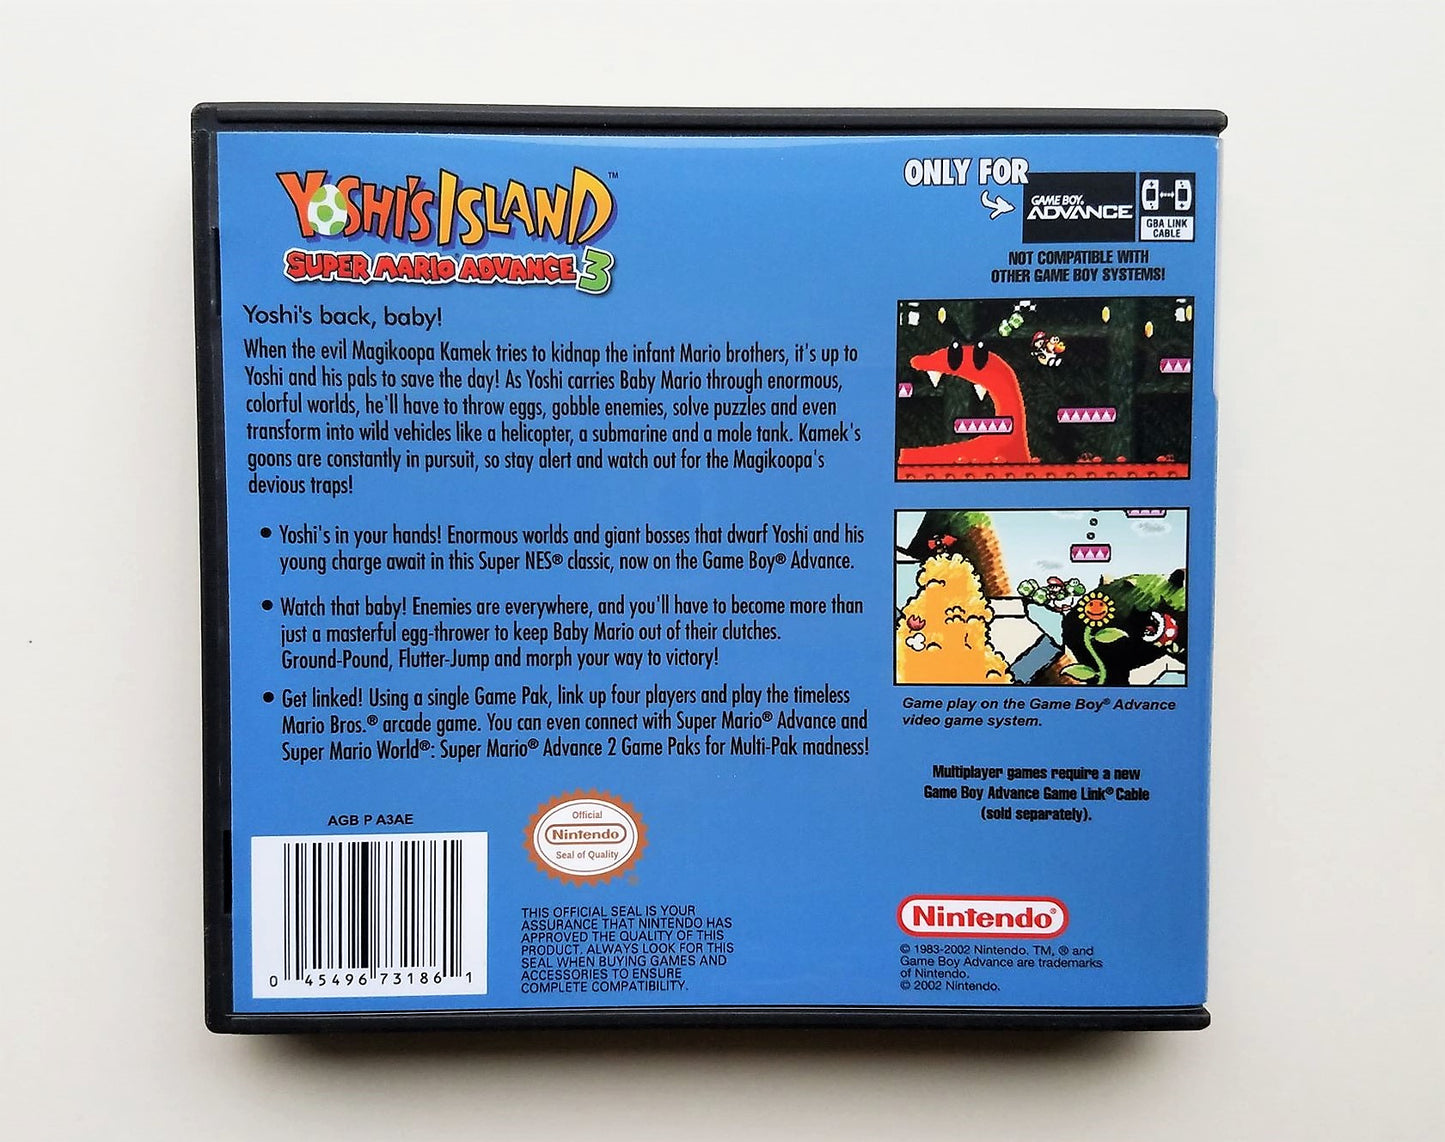 YOSHI'S ISLAND™
SUPER MARIO ADVANCE 3
Yoshi's back, baby!
When the evil Magikoopa Kamek tries to kidnap the infant Mario brothers, it's up to
Yoshi and his pals to save the day! As Yoshi carries Baby Mario through enormous,
colorful worlds, he'll have to throw eggs, gobble enemies, solve puzzles and even
transform into wild vehicles like a helicopter, a submarine and a mole tank. Kamek's
goons are constantly in pursuit, so stay alert and watch out for the Magikoopa's
devious traps!
• Yoshi's in your hands! Enormous worlds and giant bosses that dwarf Yoshi and his
young charge await in this Super NES® classic, now on the Game Boy® Advance.
• Watch that baby! Enemies are everywhere, and you'll have to become more than
just a masterful egg-thrower to keep Baby Mario out of their clutches.
Ground-Pound, Flutter-Jump and morph your way to victory!
• Get linked! Using a single Game Pak, link up four players and play the timeless
Mario Bros.® arcade game. You can even connect with Super Mario® Advance and
Super Mario World®: Super Mario® Advance 2 Game Paks for Multi-Pak madness!
AGB P A3AE
0 45496 73186 1
Official
Nintendo
Seal of Quality
THIS OFFICIAL SEAL IS YOUR
ASSURANCE THAT NINTENDO HAS
APPROVED THE QUALITY OF THIS
PRODUCT. ALWAYS LOOK FOR THIS
SEAL WHEN BUYING GAMES AND
ACCESSORIES TO ENSURE
COMPLETE COMPATIBILITY.
ONLY FOR
GAME BOY
ADVANCE
GBA LINK
CABLE
NOT COMPATIBLE WITH
OTHER GAME BOY SYSTEMS!
Game play on the Game Boy® Advance
video game system.
Multiplayer games require a new
Game Boy Advance Game Link® Cable
(sold separately).
Nintendo®
© 1983-2002 Nintendo. TM, ® and
Game Boy Advance are trademarks
of Nintendo.
© 2002 Nintendo.